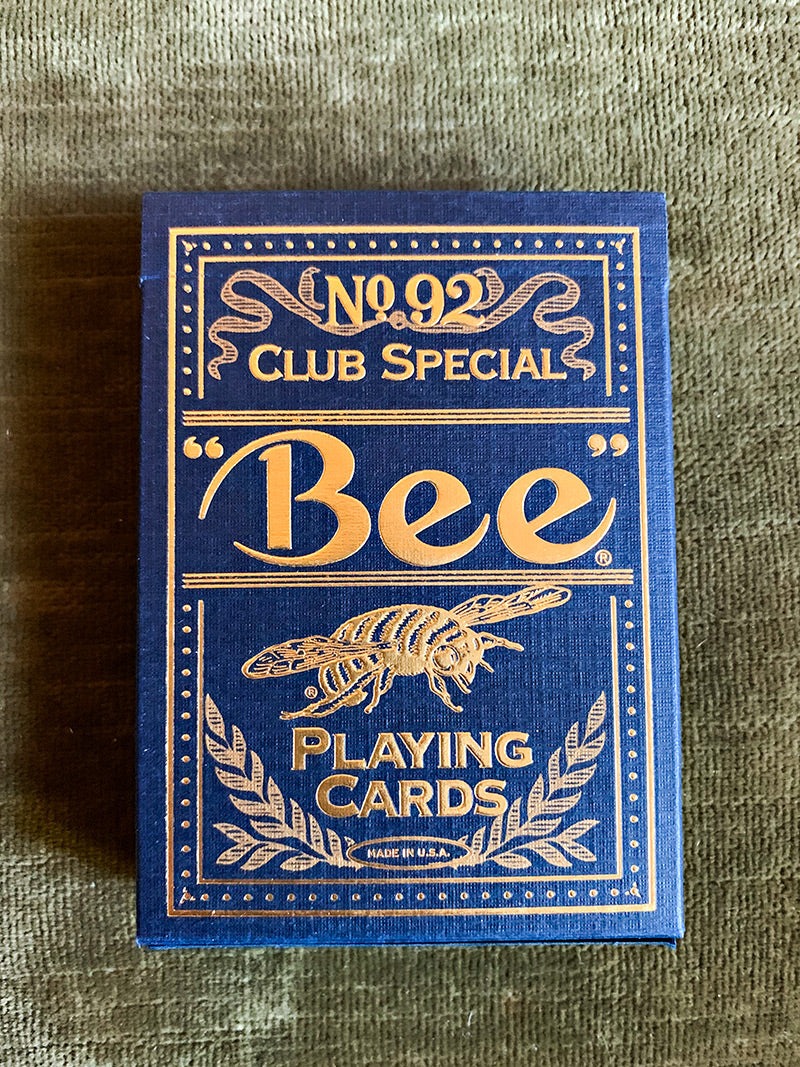 No 92
CLUB SPECIAL
“Bee”®
®
PLAYING
CARDS
MADE IN U.S.A.